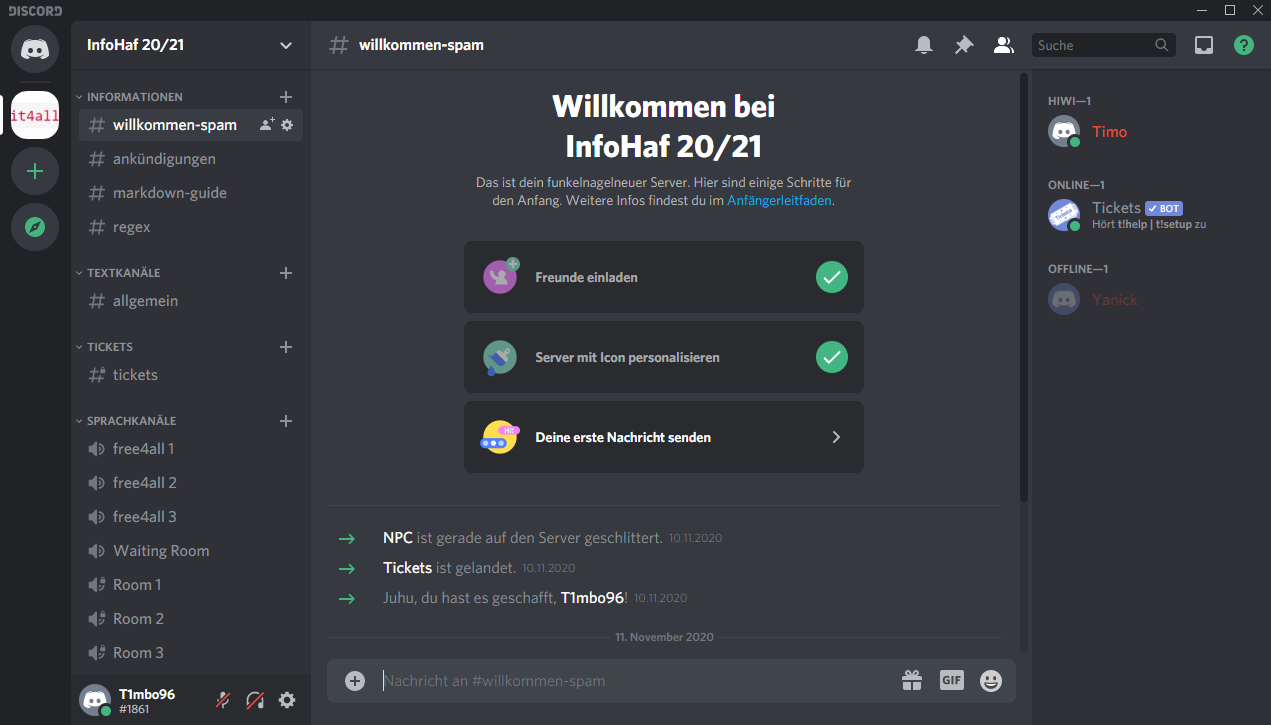 DISCORD
InfoHaf 20/21
it4all
INFORMATIONEN
willkommen-spam
ankündigungen
markdown-guide
regex
TEXTKANÄLE
allgemein
TICKETS
tickets
SPRACHKANÄLE
free4all 1
free4all 2
free4all 3
Waiting Room
Room 1
Room 2
Room 3
T1mbo96
#1861
willkommen-spam
Suche
Willkommen bei
InfoHaf 20/21
Das ist dein funkelnagelneuer Server. Hier sind einige Schritte für
den Anfang. Weitere Infos findest du im Anfängerleitfaden.
Freunde einladen
Server mit Icon personalisieren
HI!
Deine erste Nachricht senden
NPC ist gerade auf den Server geschlittert. 10.11.2020
Tickets ist gelandet. 10.11.2020
Juhu, du hast es geschafft, T1mbo96! 10.11.2020
11. November 2020
Nachricht an #willkommen-spam
GIF
HIWI—1
Timo
ONLINE—1
Tickets BOT
Hört t!help | t!setup zu
OFFLINE—1
Yanick